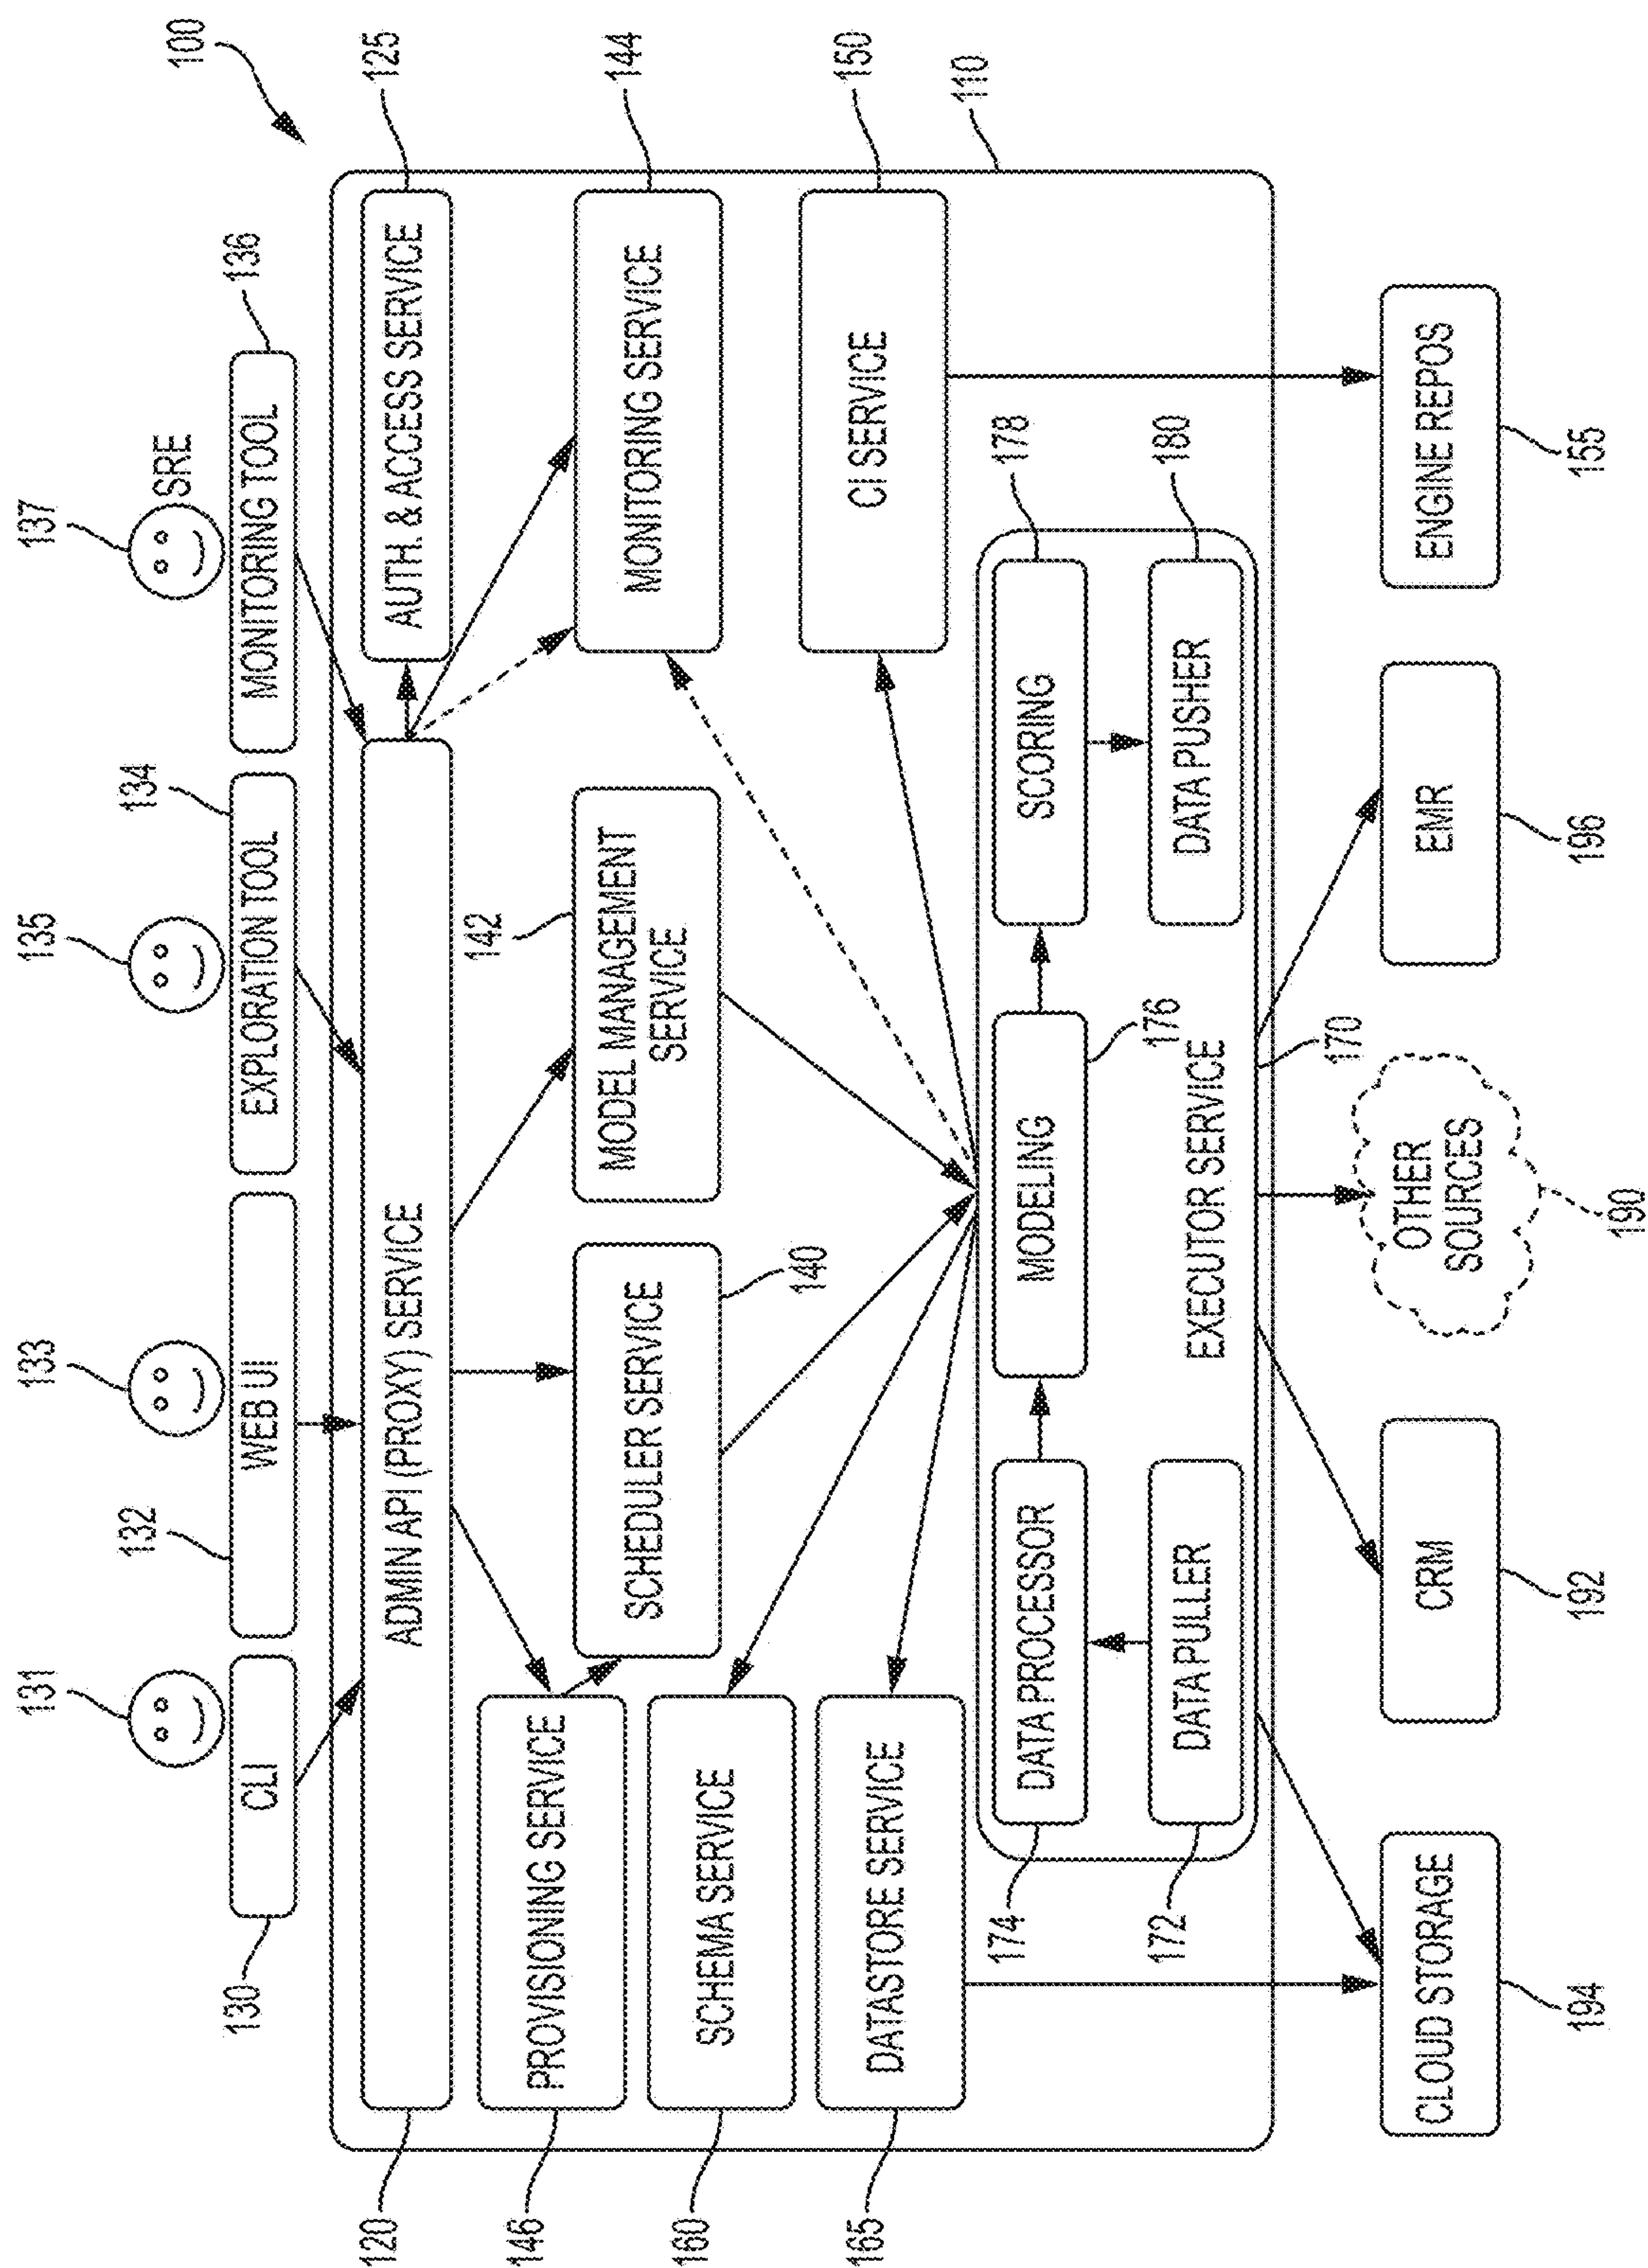 100
131
133
135
137
SRE
130
CLI
132
WEB UI
134
EXPLORATION TOOL
136
MONITORING TOOL
120
ADMIN API (PROXY) SERVICE
AUTH. & ACCESS SERVICE
125
146
PROVISIONING SERVICE
SCHEDULER SERVICE
140
142
MODEL MANAGEMENT
SERVICE
MONITORING SERVICE
144
160
SCHEMA SERVICE
165
DATASTORE SERVICE
CI SERVICE
150
110
174
DATA PROCESSOR
MODELING
176
SCORING
178
172
DATA PULLER
EXECUTOR SERVICE
170
DATA PUSHER
180
CLOUD STORAGE
194
CRM
192
OTHER
SOURCES
190
EMR
196
ENGINE REPOS
155